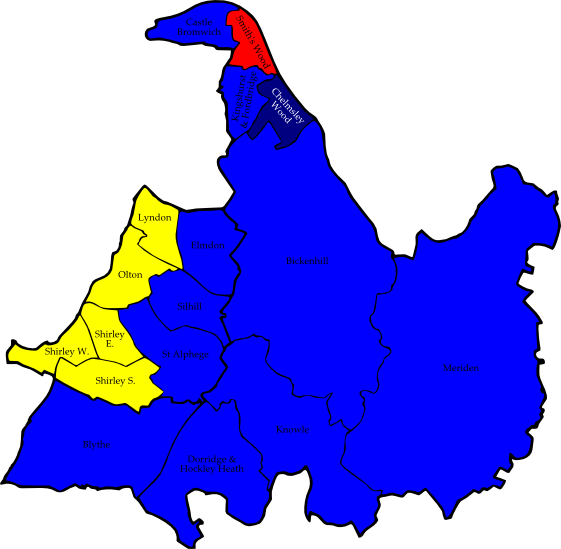 Castle
Bromwich
Smith's Wood
Kingshurst
& Fordbridge
Chelmsley
Wood
Lyndon
Elmdon
Bickenhill
Olton
Silhill
Shirley
E.
Shirley W.
St Alphege
Meriden
Shirley S.
Knowle
Blythe
Dorridge &
Hockley Heath